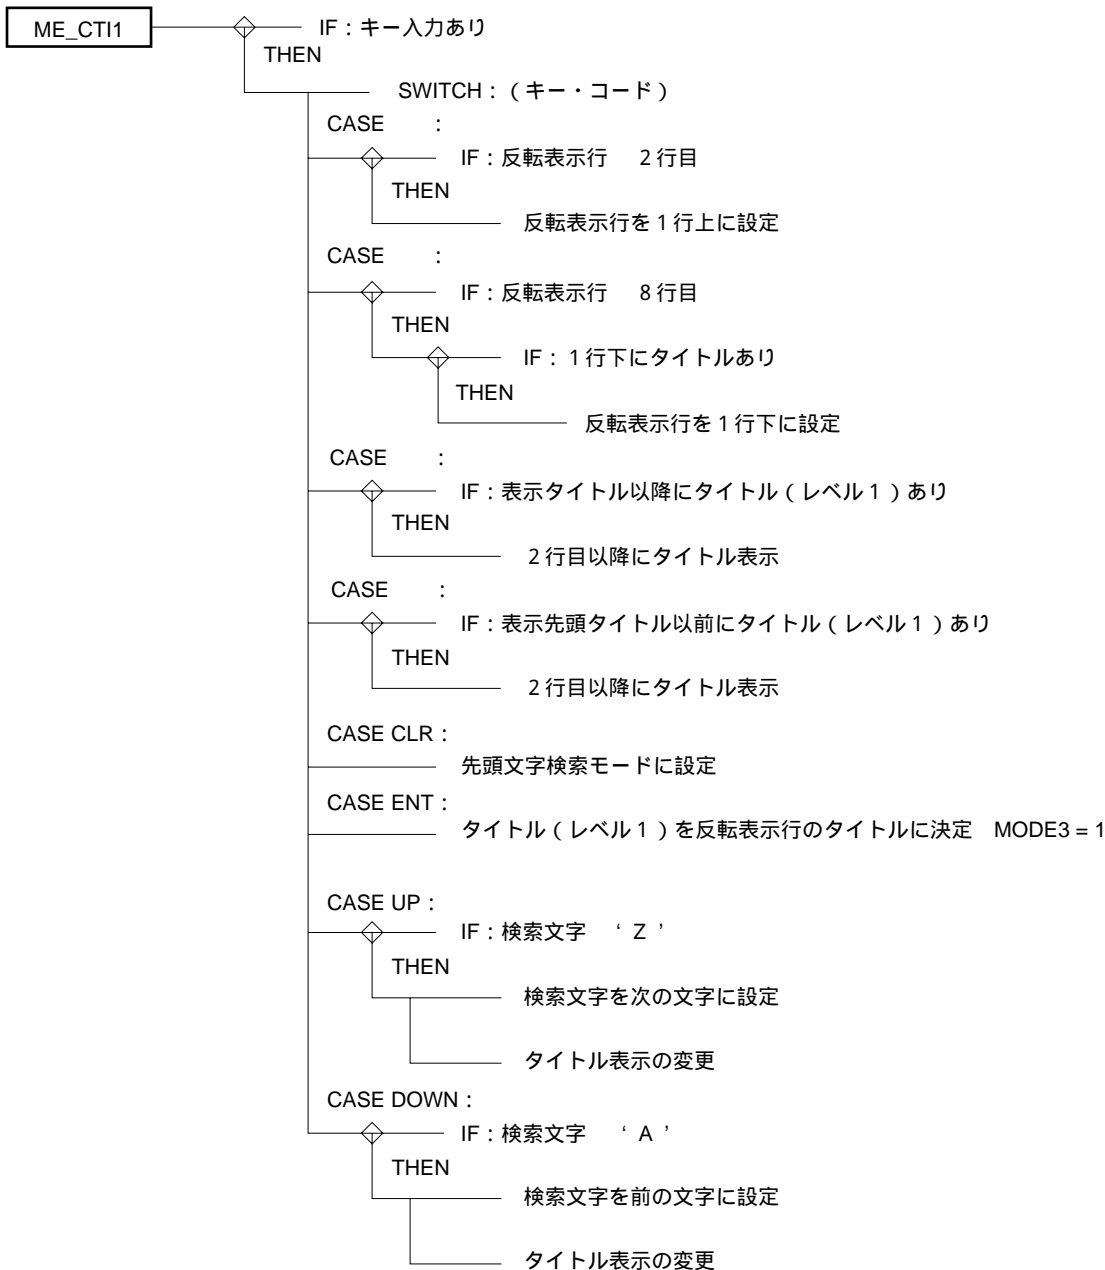 ME_CTI1
IF：キー入力あり
THEN
SWITCH：（キー・コード）
CASE　　：
IF：反転表示行　2行目
THEN
反転表示行を1行上に設定
CASE　　：
IF：反転表示行　8行目
THEN
IF：1行下にタイトルあり
THEN
反転表示行を1行下に設定
CASE　　：
IF：表示タイトル以降にタイトル（レベル1）あり
THEN
2行目以降にタイトル表示
CASE　　：
IF：表示先頭タイトル以前にタイトル（レベル1）あり
THEN
2行目以降にタイトル表示
CASE CLR：
先頭文字検索モードに設定
CASE ENT：
タイトル（レベル1）を反転表示行のタイトルに決定　MODE3 = 1
CASE UP：
IF：検索文字　‘Z’
THEN
検索文字を次の文字に設定
タイトル表示の変更
CASE DOWN：
IF：検索文字　‘A’
THEN
検索文字を前の文字に設定
タイトル表示の変更